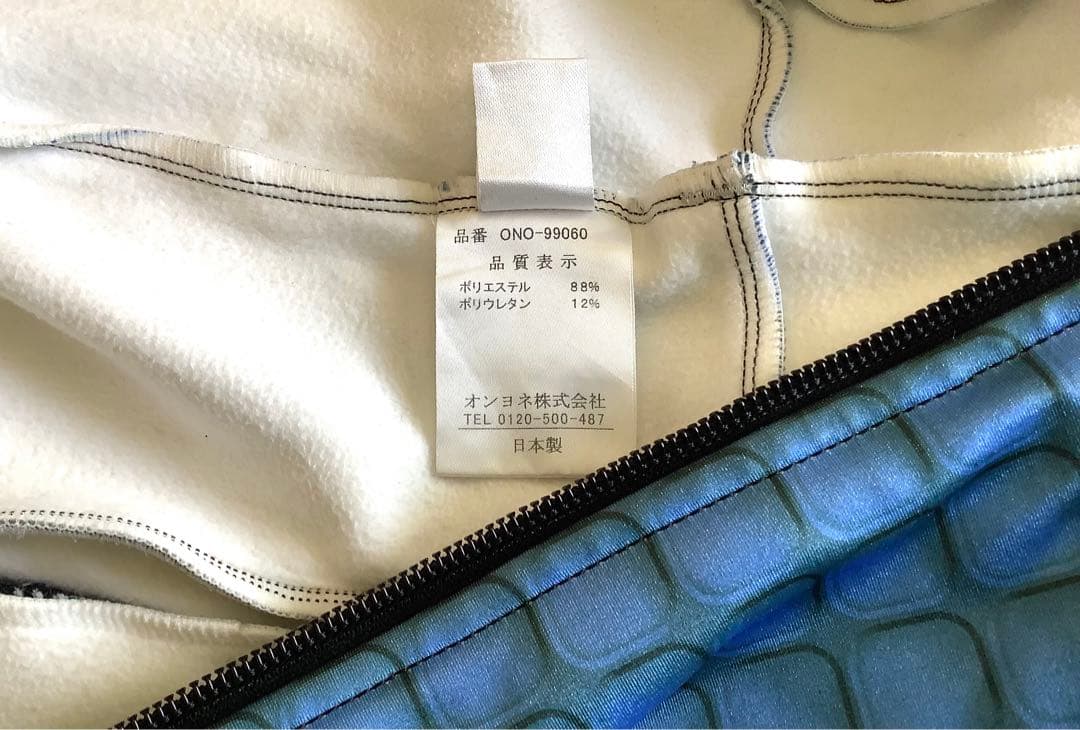 品番 ONO-99060
品質表示
ポリエステル 88%
ポリウレタン 12%
オンヨネ株式会社
TEL 0120-500-487
日本製